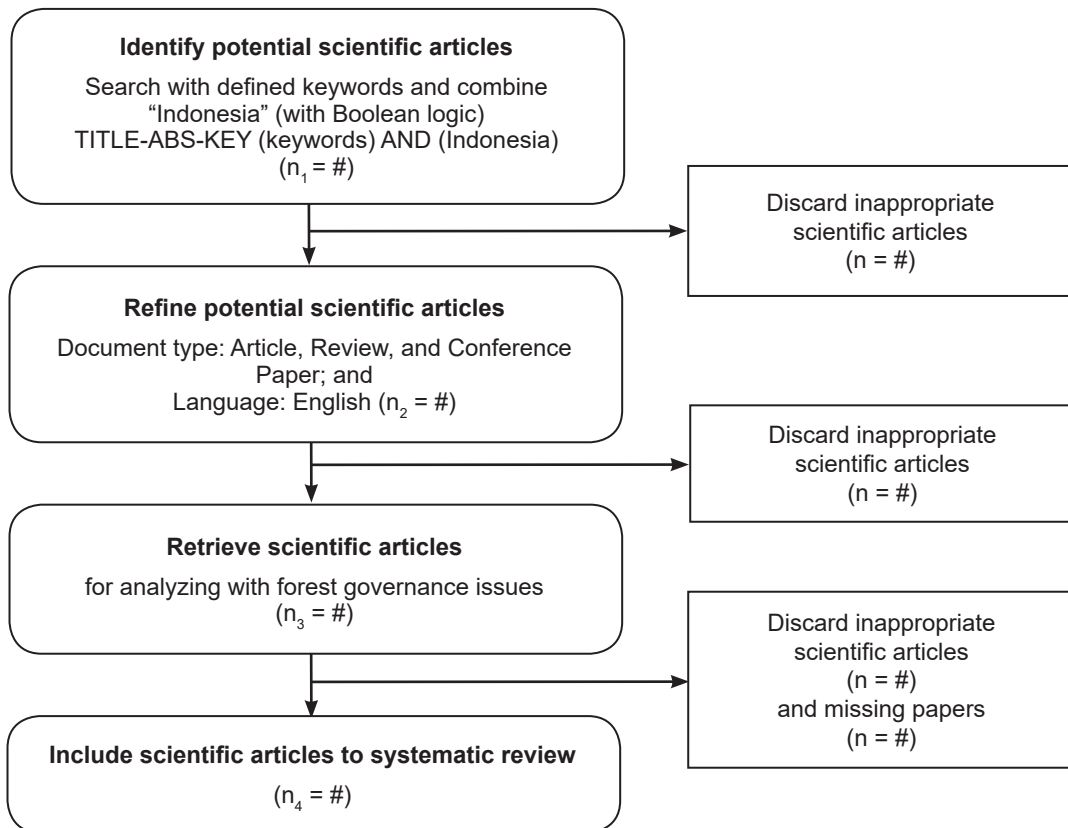 Identify potential scientific articles
Search with defined keywords and combine
“Indonesia” (with Boolean logic)
TITLE-ABS-KEY (keywords) AND (Indonesia)
(n₁ = #)
Discard inappropriate
scientific articles
(n = #)
Refine potential scientific articles
Document type: Article, Review, and Conference
Paper; and
Language: English (n₂ = #)
Discard inappropriate
scientific articles
(n = #)
Retrieve scientific articles
for analyzing with forest governance issues
(n₃ = #)
Discard inappropriate
scientific articles
(n = #)
and missing papers
(n = #)
Include scientific articles to systematic review
(n₄ = #)